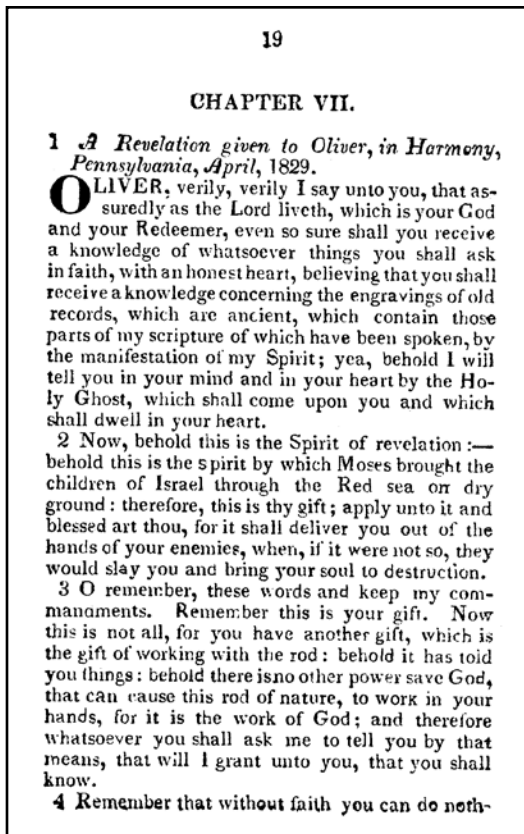 19
CHAPTER VII.
1 A Revelation given to Oliver, in Harmony,
Pennsylvania, April, 1829.
OLIVER, verily, verily I say unto you, that as-
suredly as the Lord liveth, which is your God
and your Redeemer, even so sure shall you receive
a knowledge of whatsoever things you shall ask
in faith, with an honest heart, believing that you shall
receive a knowledge concerning the engravings of old
records, which are ancient, which contain those
parts of my scripture of which have been spoken, by
the manifestation of my Spirit; yea, behold I will
tell you in your mind and in your heart by the Ho-
ly Ghost, which shall come upon you and which
shall dwell in your heart.
2 Now, behold this is the Spirit of revelation :—
behold this is the spirit by which Moses brought the
children of Israel through the Red sea on dry
ground : therefore, this is thy gift ; apply unto it and
blessed art thou, for it shall deliver you out of the
hands of your enemies, when, if it were not so, they
would slay you and bring your soul to destruction.
3 O remember, these words and keep my com-
mandments. Remember this is your gift. Now
this is not all, for you have another gift, which is
the gift of working with the rod : behold it has told
you things : behold there is no other power save God,
that can cause this rod of nature, to work in your
hands, for it is the work of God ; and therefore
whatsoever you shall ask me to tell you by that
means, that will I grant unto you, that you shall
know.
4 Remember that without faith you can do noth-